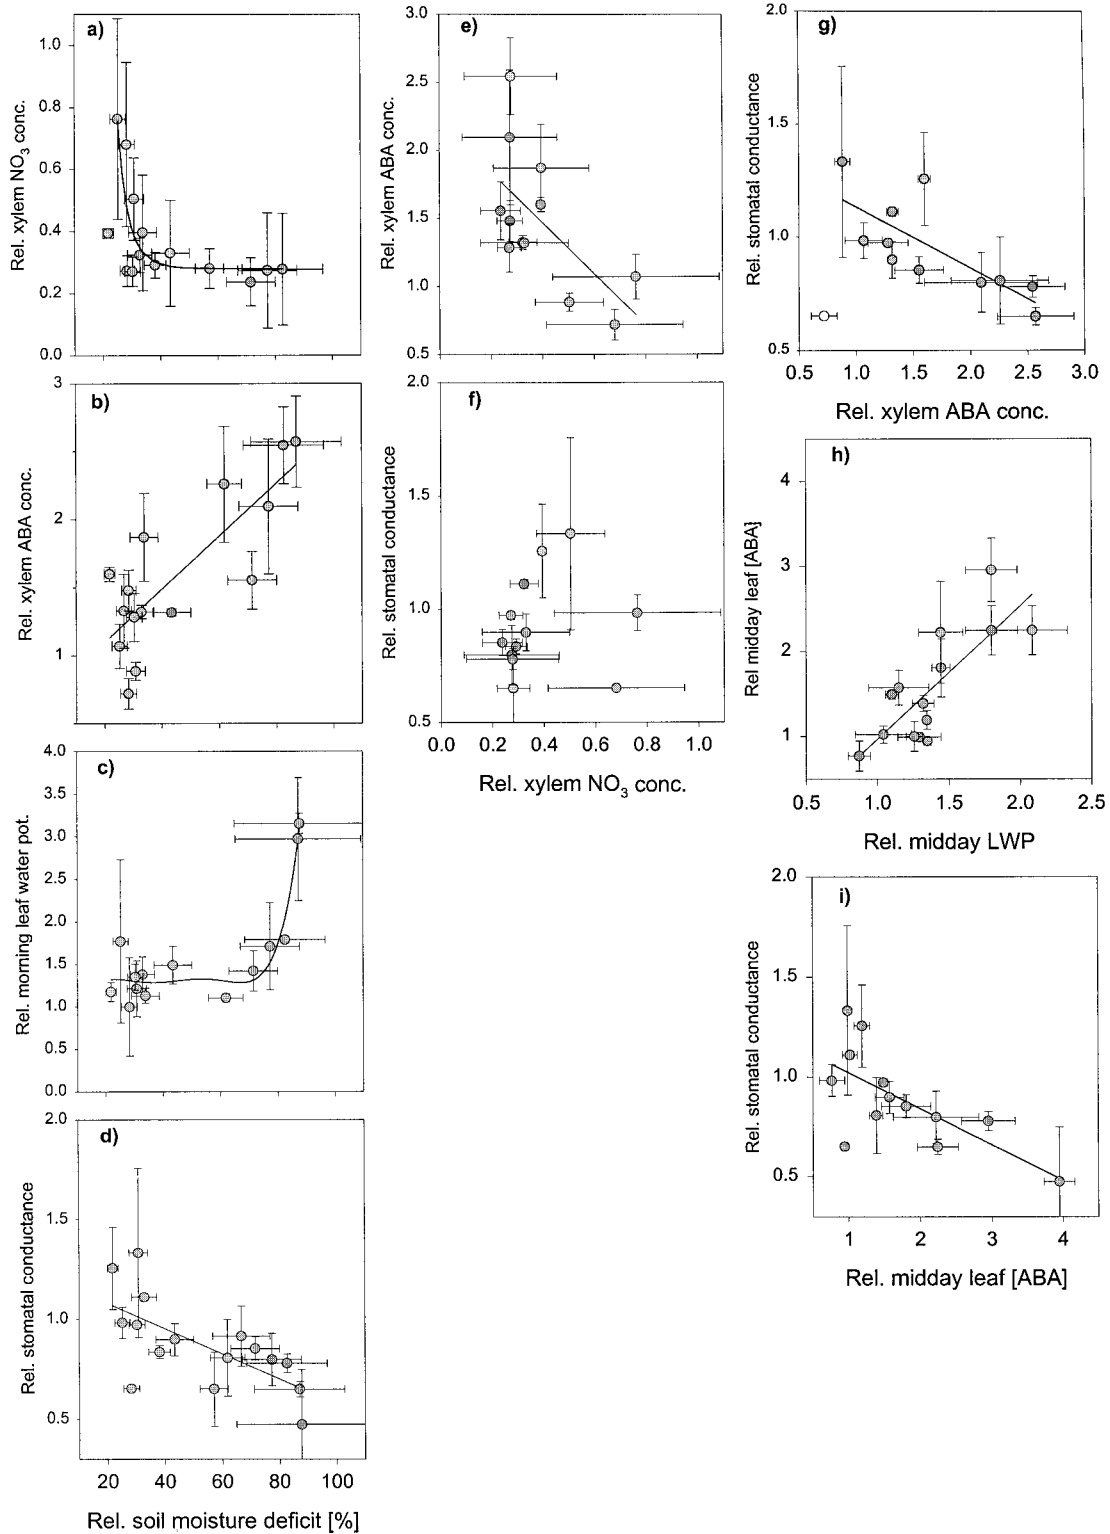 a)
Rel. xylem NO3 conc.
1.0
0.8
0.6
0.4
0.2
0.0
b)
Rel. xylem ABA conc.
3
2
1
c)
Rel. morning leaf water pot.
4.0
3.5
3.0
2.5
2.0
1.5
1.0
0.5
0.0
d)
Rel. stomatal conductance
2.0
1.5
1.0
0.5
20 40 60 80 100
Rel. soil moisture deficit [%]
e)
Rel. xylem ABA conc.
3.0
2.5
2.0
1.5
1.0
0.5
f)
Rel. stomatal conductance
2.0
1.5
1.0
0.5
0.0 0.2 0.4 0.6 0.8 1.0
Rel. xylem NO3 conc.
g)
Rel. stomatal conductance
2.0
1.5
1.0
0.5
0.5 1.0 1.5 2.0 2.5 3.0
Rel. xylem ABA conc.
h)
Rel midday leaf [ABA]
4
3
2
1
0.5 1.0 1.5 2.0 2.5
Rel. midday LWP
i)
Rel. stomatal conductance
2.0
1.5
1.0
0.5
1 2 3 4
Rel. midday leaf [ABA]